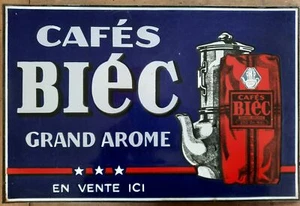 CAFÉS
BIÉC
GRAND AROME
EN VENTE ICI
CAFÉS
BIÉC